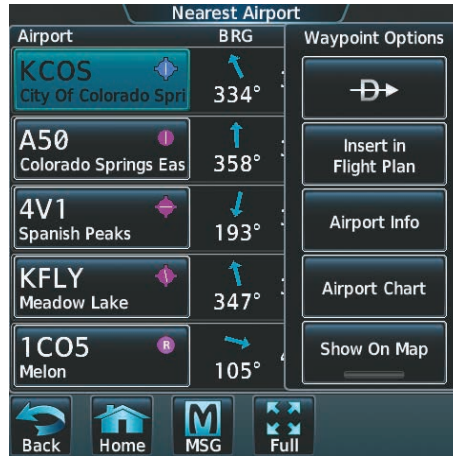 Nearest Airport
Airport
BRG
Waypoint Options
KCOS
City Of Colorado Spri
334°
A50
Colorado Springs Eas
358°
Insert in
Flight Plan
4V1
Spanish Peaks
193°
Airport Info
KFLY
Meadow Lake
347°
Airport Chart
1CO5
R
Melon
105°
Show On Map
Back
Home
M
MSG
Full